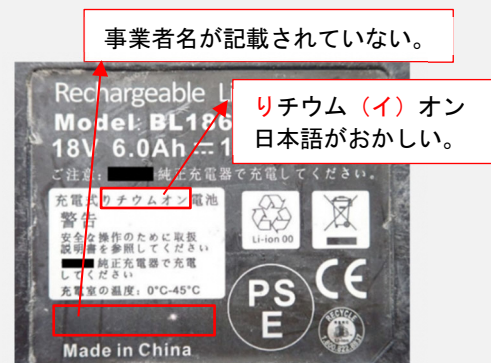 事業者名が記載されていない。
りチウム（イ）オン
日本語がおかしい。
Rechargeable
Model BL186
18V 6.0Ah
ご注意:
純正充電器で充電してください。
充電式りチウムオン電池
警告
安全な操作のために取扱
説明書を参照してください
純正充電器で充電
してください
充電室の温度: 0°C-45°C
Li-ion 00
PS
E
CE
RECYCLE
Made in China